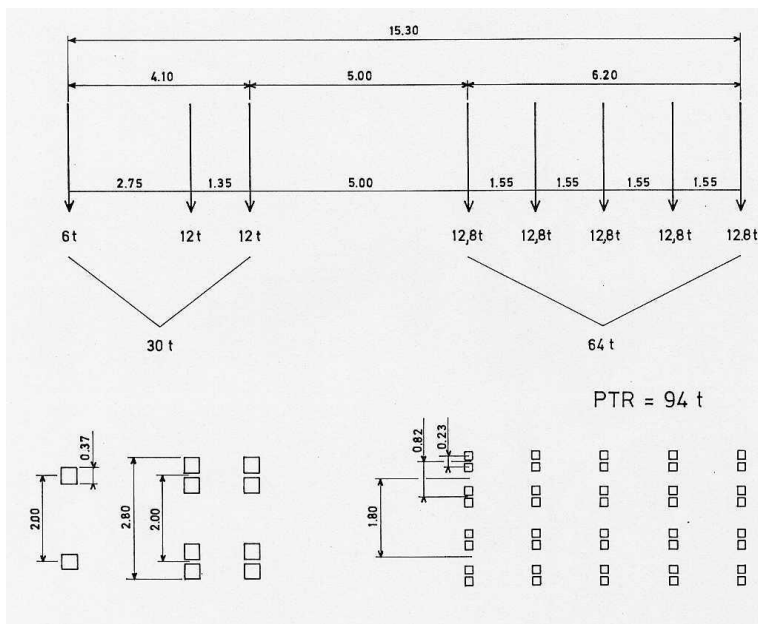 15.30
4.10 5.00 6.20
2.75 1.35 5.00 1.55 1.55 1.55 1.55
6t 12t 12t 12,8t 12,8t 12,8t 12,8t 12.8t
30 t 64 t
PTR = 94 t
0.37 0.82 0.23
2.00 2.80 2.00 1.80